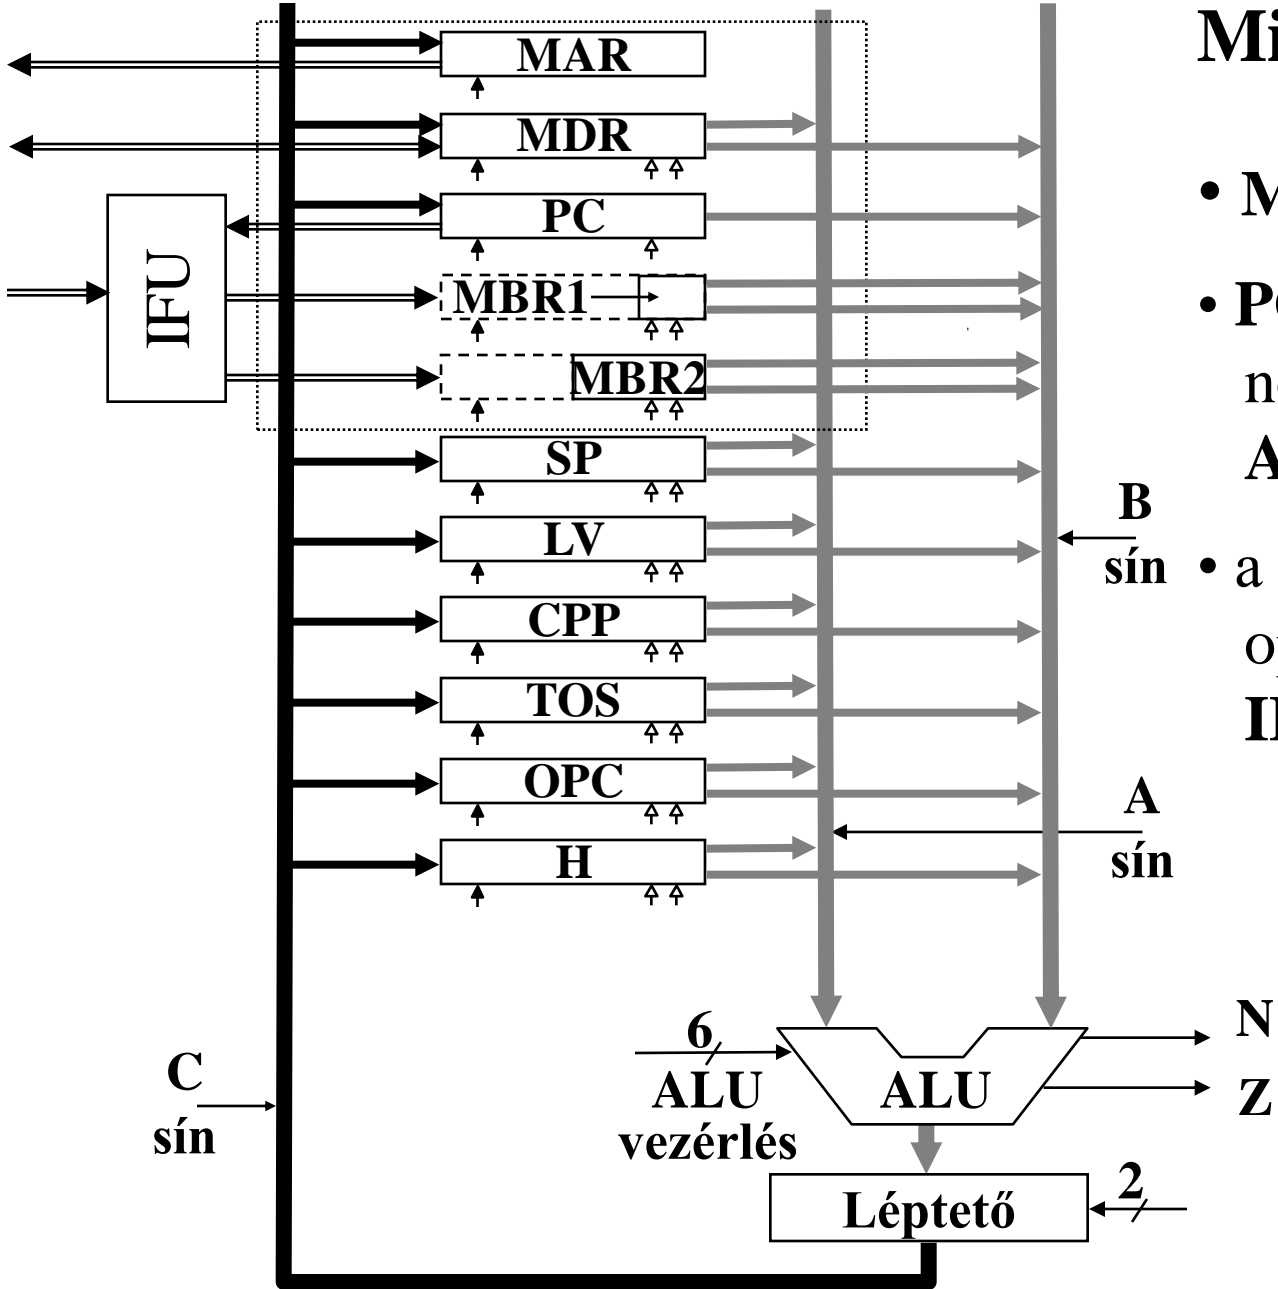 MAR
MDR
PC
MBR1
MBR2
IFU
SP
LV
CPP
TOS
OPC
H
B
sín
A
sín
C
sín
6
ALU
vezérlés
ALU
N
Z
Léptető
2
Mi
• M
• P
n
A
• a